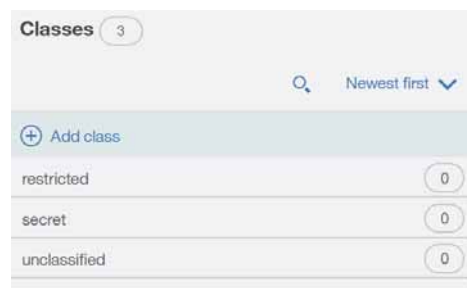 Classes 3
Newest first
Add class
restricted 0
secret 0
unclassified 0